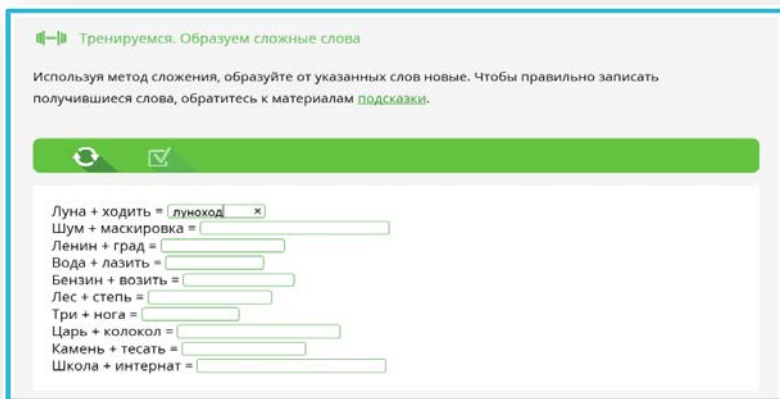 Тренируемся. Образуем сложные слова
Используя метод сложения, образуйте от указанных слов новые. Чтобы правильно записать
получившиеся слова, обратитесь к материалам подсказки.
Луна + ходить = луноход ×
Шум + маскировка =
Ленин + град =
Вода + лазить =
Бензин + возить =
Лес + степь =
Три + нога =
Царь + колокол =
Камень + тесать =
Школа + интернат =